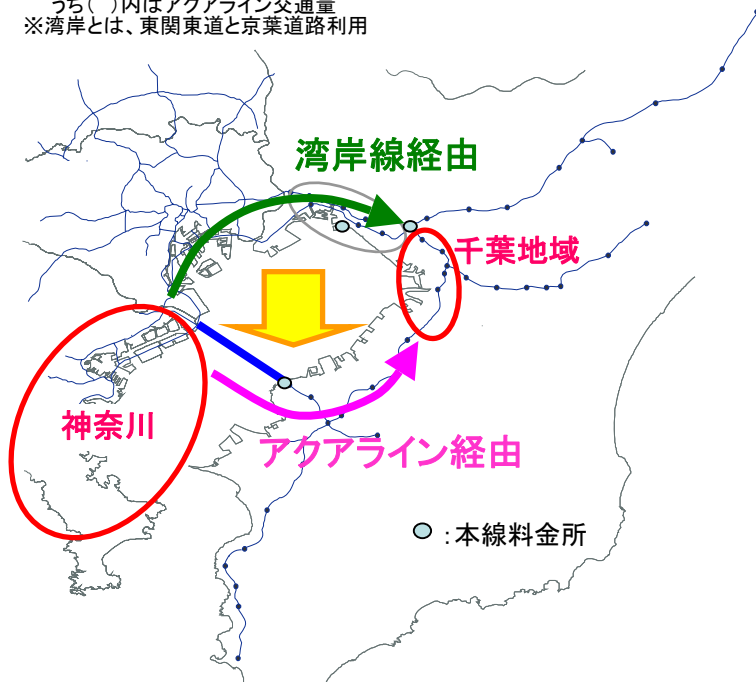 うち( )内はアクアライン交通量
※湾岸とは、東関東道と京葉道路利用
湾岸線経由
千葉地域
神奈川
アクアライン経由
:本線料金所